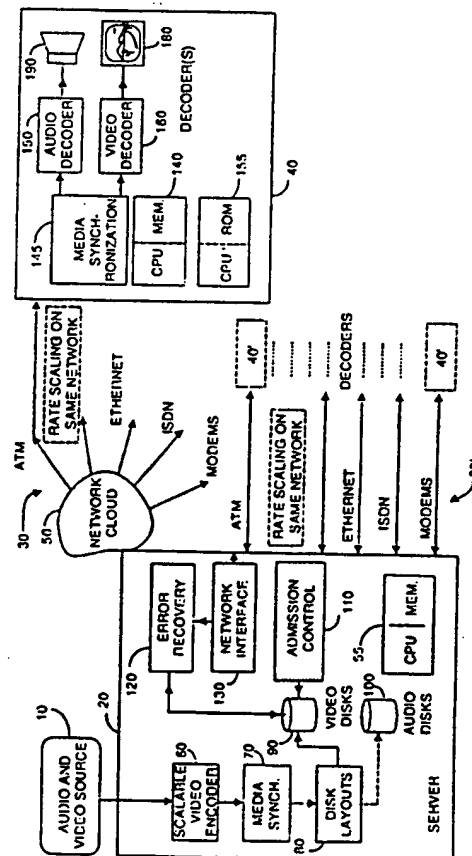 10
AUDIO AND
VIDEO SOURCE
20
60
SCALABLE
VIDEO
ENCODER
70
MEDIA
SYNCH.
80
DISK
LAYOUTS
120
ERROR
RECOVERY
NETWORK
INTERFACE
130
ADMISSION
CONTROL
110
90
VIDEO
DISKS
100
AUDIO
DISKS
55
CPU
MEM.
SERVER
30
50
NETWORK
CLOUD
ATM
RATE SCALING ON
SAME NETWORK
ETHERNET
ISDN
MODEMS
ATM
RATE SCALING ON
SAME NETWORK
ETHERNET
ISDN
MODEMS
40'
DECODERS
40'
145
MEDIA
SYNCH-
RONIZATION
150
AUDIO
DECODER
190
VIDEO
DECODER
160
180
DECODER(S)
CPU
MEM.
140
CPU
ROM
155
40